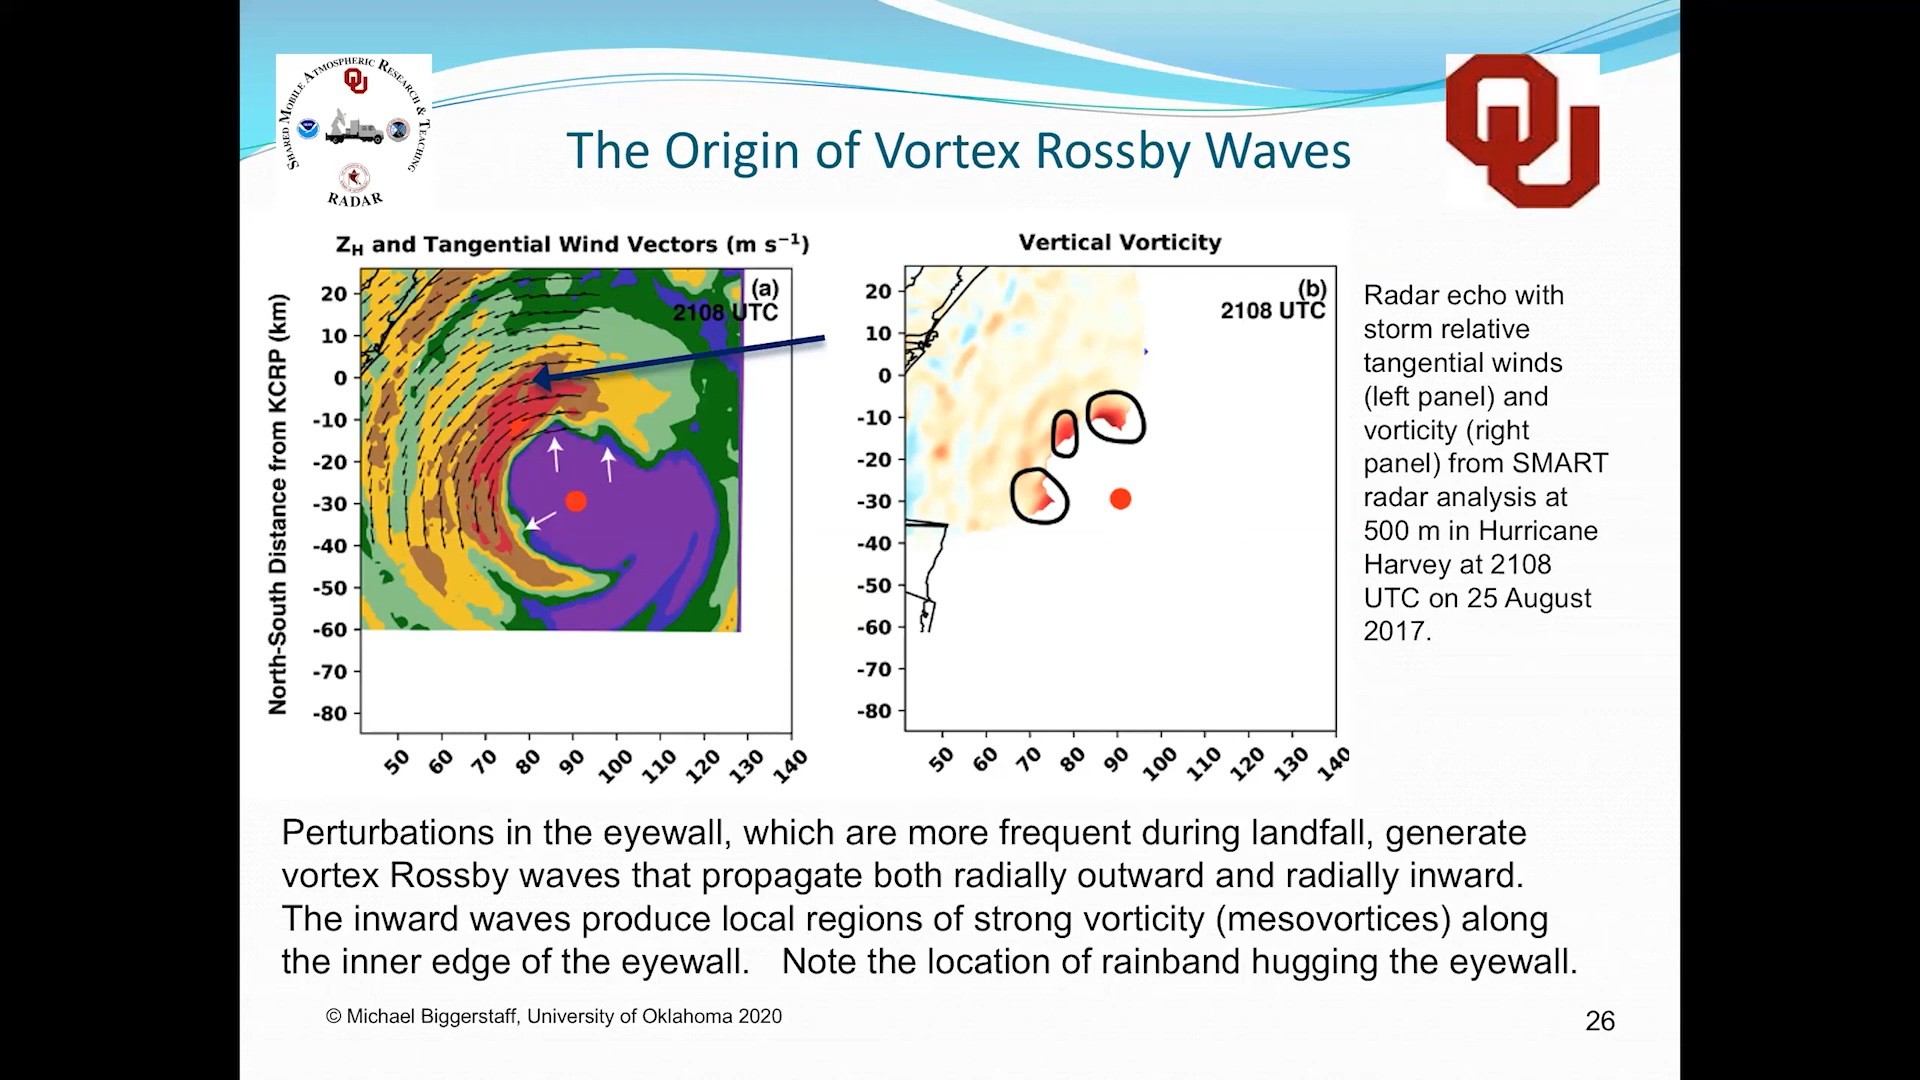 SHARED MOBILE ATMOSPHERIC RESEARCH & TEACHING
RADAR
The Origin of Vortex Rossby Waves
Z_H and Tangential Wind Vectors (m s⁻¹)
(a)
2108 UTC
North-South Distance from KCRP (km)
20
10
0
-10
-20
-30
-40
-50
-60
-70
-80
50 60 70 80 90 100 110 120 130 140
Vertical Vorticity
(b)
2108 UTC
20
10
0
-10
-20
-30
-40
-50
-60
-70
-80
50 60 70 80 90 100 110 120 130 140
Radar echo with
storm relative
tangential winds
(left panel) and
vorticity (right
panel) from SMART
radar analysis at
500 m in Hurricane
Harvey at 2108
UTC on 25 August
2017.
Perturbations in the eyewall, which are more frequent during landfall, generate
vortex Rossby waves that propagate both radially outward and radially inward.
The inward waves produce local regions of strong vorticity (mesovortices) along
the inner edge of the eyewall. Note the location of rainband hugging the eyewall.
© Michael Biggerstaff, University of Oklahoma 2020
26